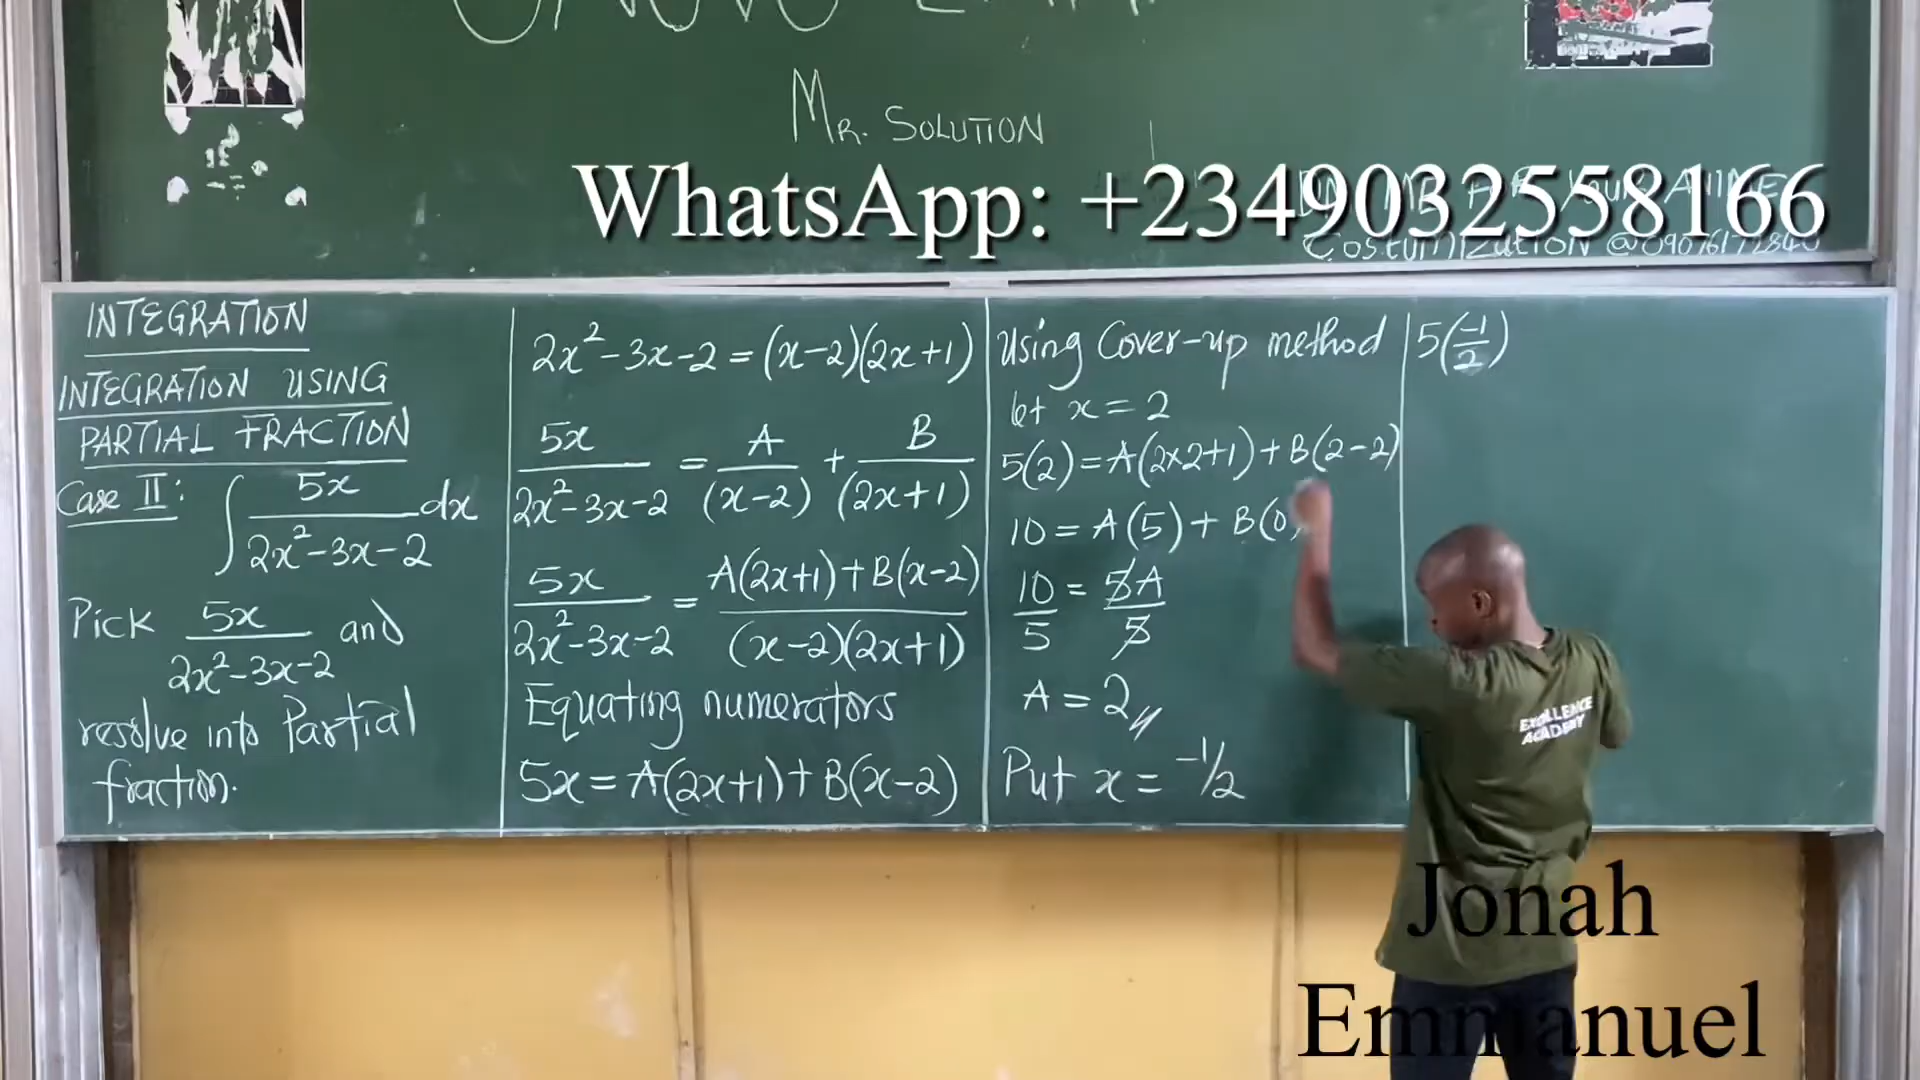 MR. SOLUTION
WhatsApp: +2349032558166
INTEGRATION
INTEGRATION USING
PARTIAL FRACTION
Case II: ∫ 5x / 2x²-3x-2 dx
Pick 5x / 2x²-3x-2 and
resolve into Partial
fraction.
2x²-3x-2 = (x-2)(2x+1)
5x / 2x²-3x-2 = A / (x-2) + B / (2x+1)
5x / 2x²-3x-2 = A(2x+1)+B(x-2) / (x-2)(2x+1)
Equating numerators
5x = A(2x+1)+B(x-2)
Using Cover-up method
let x = 2
5(2) = A(2×2+1)+B(2-2)
10 = A(5)+B(0
10 / 5 = 5A / 5
A = 2
Put x = -1/2
5(-1/2)
EXCELLENCE
ACADEMY
Jonah
Emmanuel